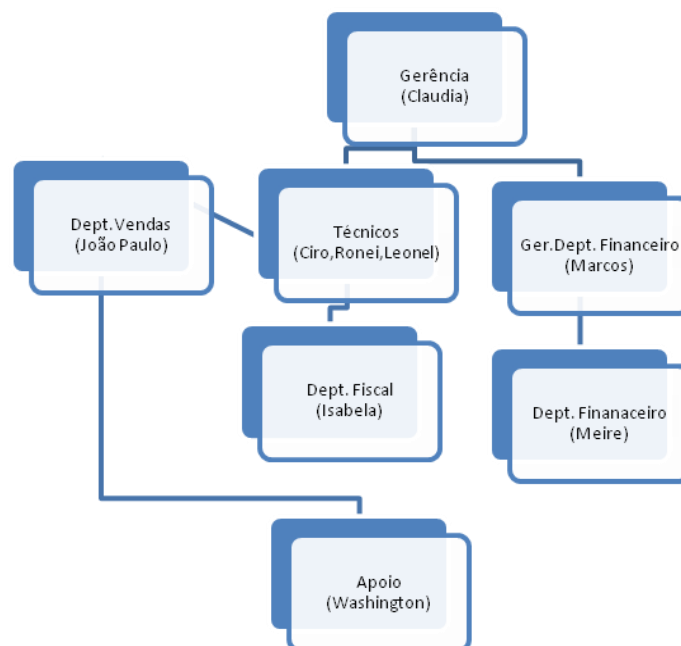 Gerência
(Claudia)
Dept.Vendas
(João Paulo)
Técnicos
(Ciro,Ronei,Leonel)
Ger.Dept. Financeiro
(Marcos)
Dept. Fiscal
(Isabela)
Dept. Finanaceiro
(Meire)
Apoio
(Washington)